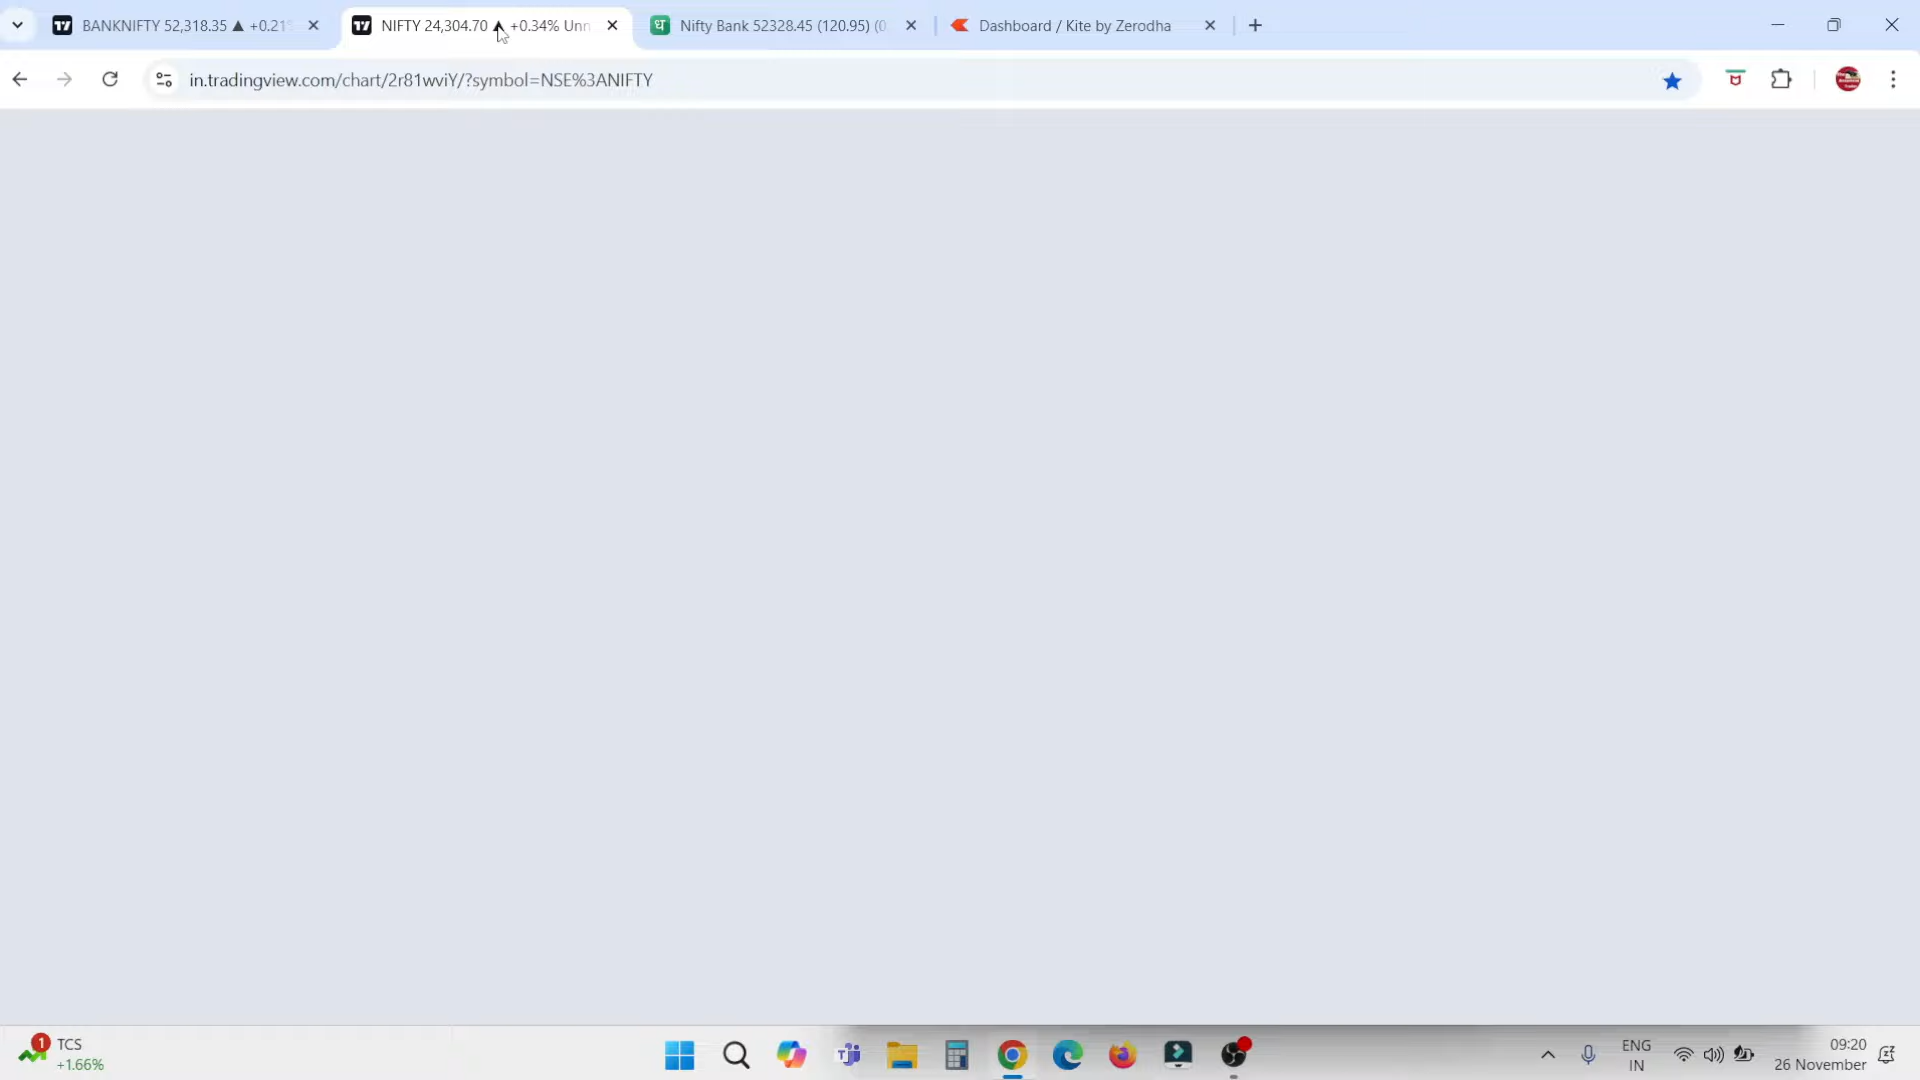 BANKNIFTY 52,318.35 ▲ +0.21%
NIFTY 24,304.70 ▲ +0.34% Unn
Nifty Bank 52328.45 (120.95) (0
Dashboard / Kite by Zerodha
in.tradingview.com/chart/2r81wviY/?symbol=NSE%3ANIFTY
1
TCS
+1.66%
ENG
IN
09:20
26 November